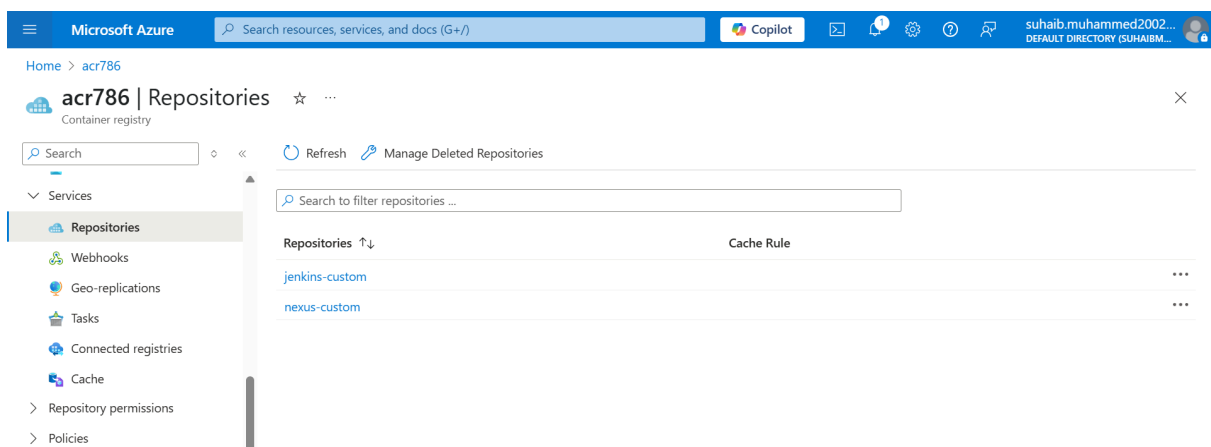 Microsoft Azure
Search resources, services, and docs (G+/)
Copilot
1
suhaib.muhammed2002...
DEFAULT DIRECTORY (SUHAIBM...
Home > acr786
acr786 | Repositories
Container registry
Search
Refresh
Manage Deleted Repositories
Services
Search to filter repositories ...
Repositories
Repositories
Cache Rule
Webhooks
jenkins-custom
Geo-replications
nexus-custom
Tasks
Connected registries
Cache
Repository permissions
Policies